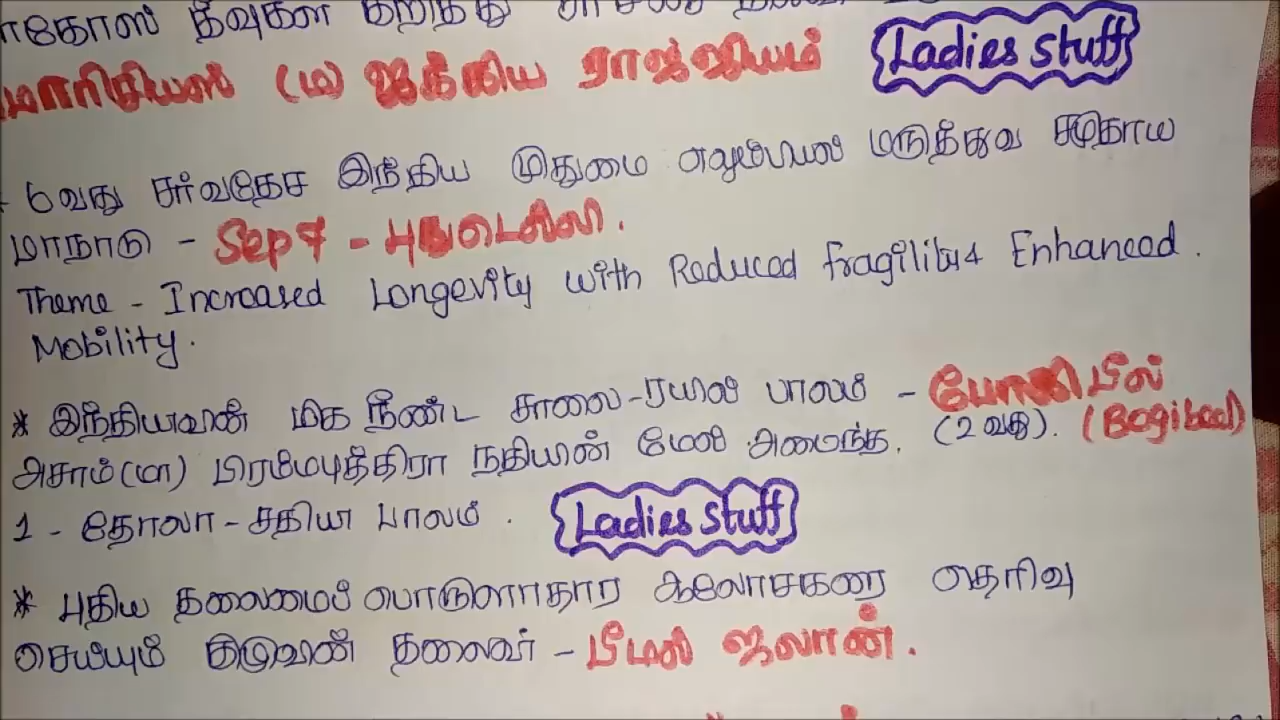 தீவுகள் குறித்து
மொரிசியஸ் (ம) ஐக்கிய ராஜ்ஜியம் Ladies Stuff
6வது சர்வதேச இந்திய முதுமை எலும்பியல் மருத்துவ சமுதாய
மாநாடு - Sep 7 - புதுடெல்லி.
Theme - Increased Longevity with Reduced fragility & Enhanced.
Mobility.
* இந்தியாவின் மிக நீண்ட சாலை-ரயில் பாலம் - போகிபீல்
அசாம்(மா) பிரம்மபுத்திரா நதியின் மேல் அமைந்த. (2வது). (Bogibeel)
1 - தோலா - சதியா பாலம். Ladies Stuff
* புதிய தலைமைப் பொருளாதார ஆலோசகரை தெரிவு
செய்யும் குழுவின் தலைவர் - பீமல் ஜலான்.